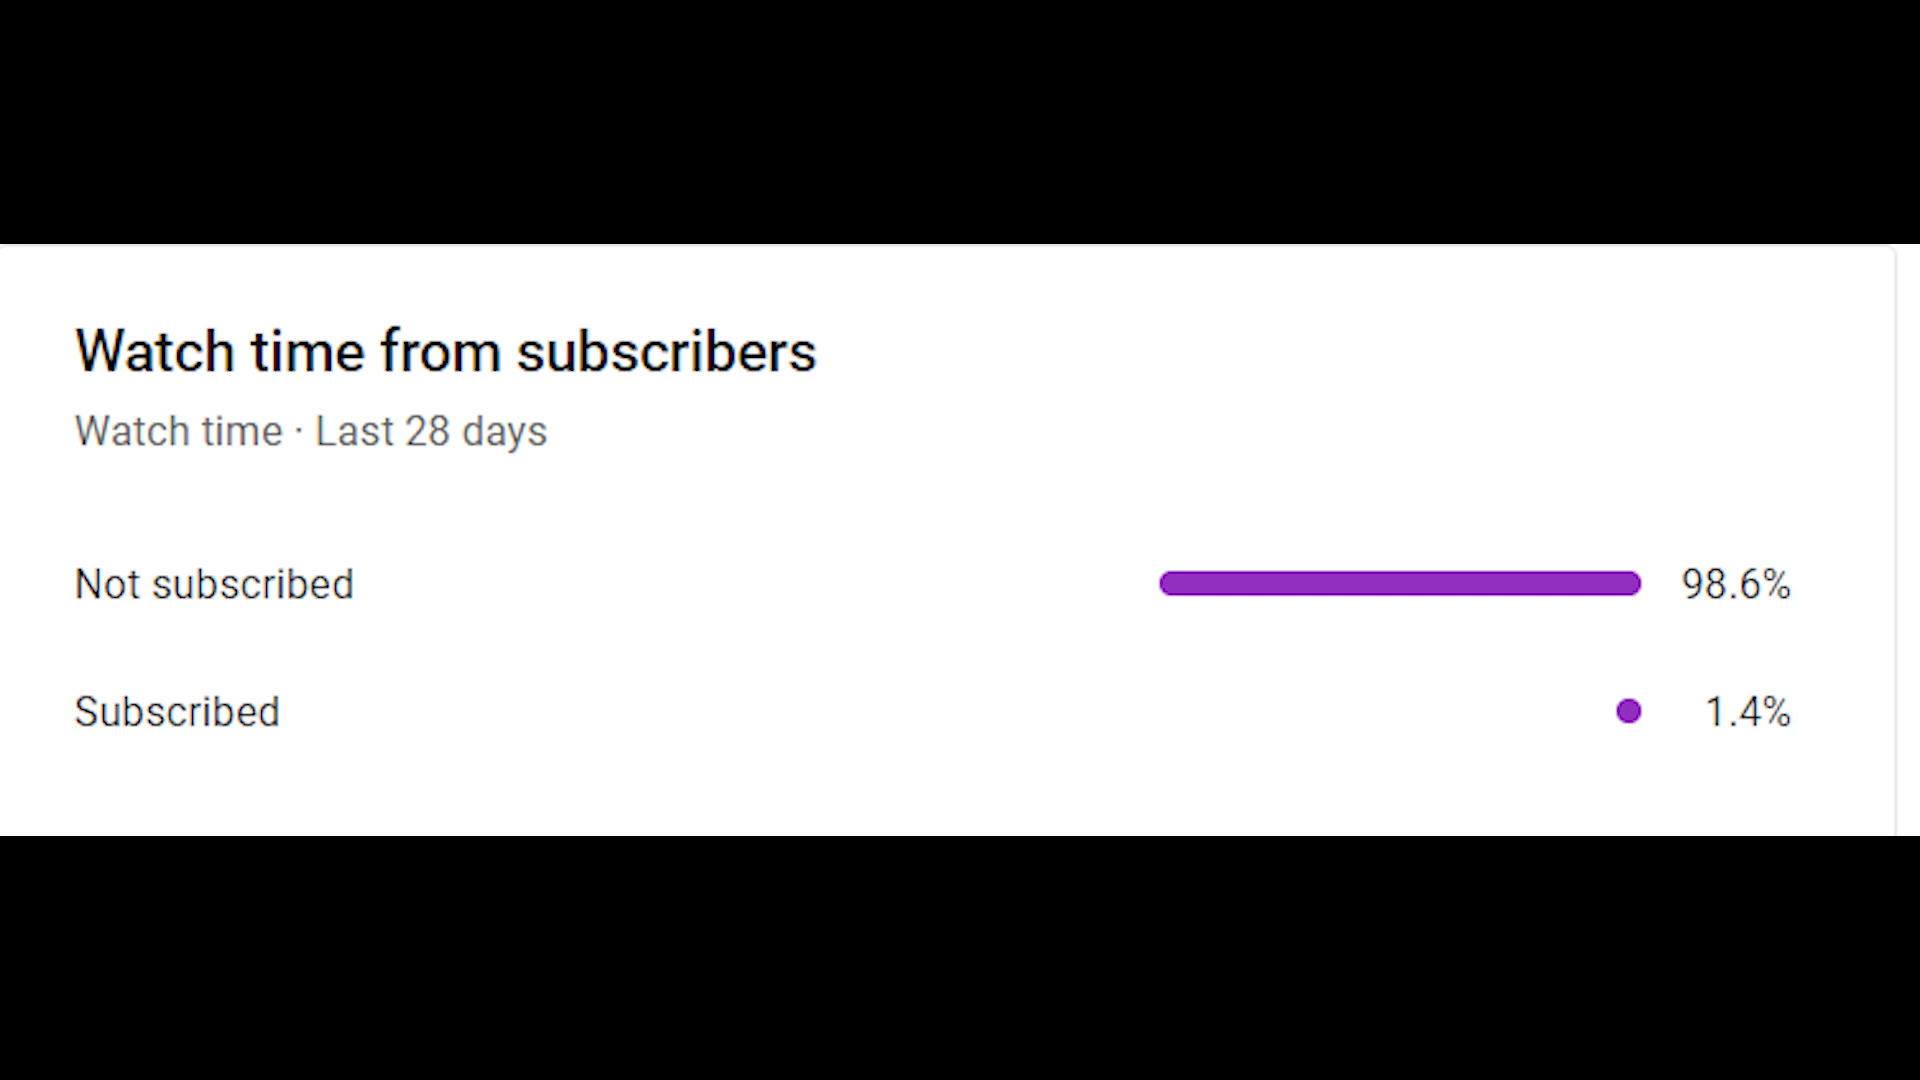 Watch time from subscribers
Watch time · Last 28 days
Not subscribed 98.6%
Subscribed 1.4%